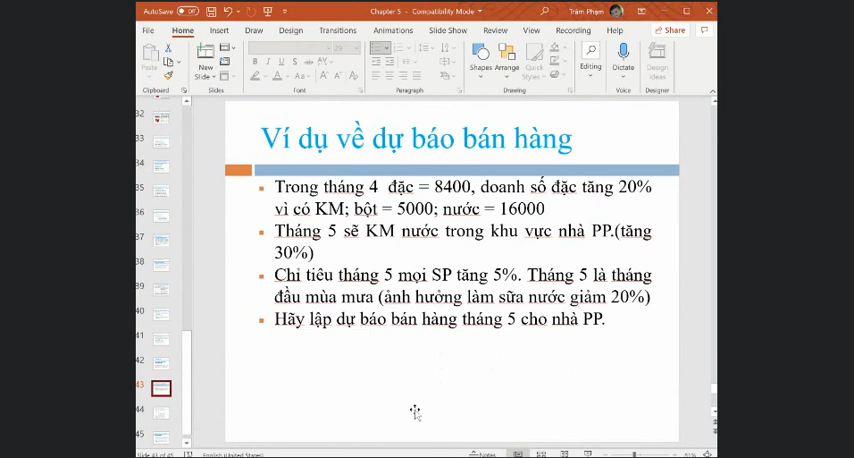 AutoSave Off
Chapter 5 - Compatibility Mode
Trâm Phạm
File Home Insert Draw Design Transitions Animations Slide Show Review View Recording Help Share
Paste
New
Slide
Shapes Arrange Quick
Styles
Editing
Dictate
Design
Ideas
Clipboard Slides Font Paragraph Drawing Voice Designer
32
33
34
35
36
37
38
39
40
41
42
43
44
45
Ví dụ về dự báo bán hàng
Trong tháng 4 đặc = 8400, doanh số đặc tăng 20%
vì có KM; bột = 5000; nước = 16000
Tháng 5 sẽ KM nước trong khu vực nhà PP.(tăng
30%)
Chỉ tiêu tháng 5 mọi SP tăng 5%. Tháng 5 là tháng
đầu mùa mưa (ảnh hưởng làm sữa nước giảm 20%)
Hãy lập dự báo bán hàng tháng 5 cho nhà PP.
Slide 43 of 45 English (United States) Notes 81%